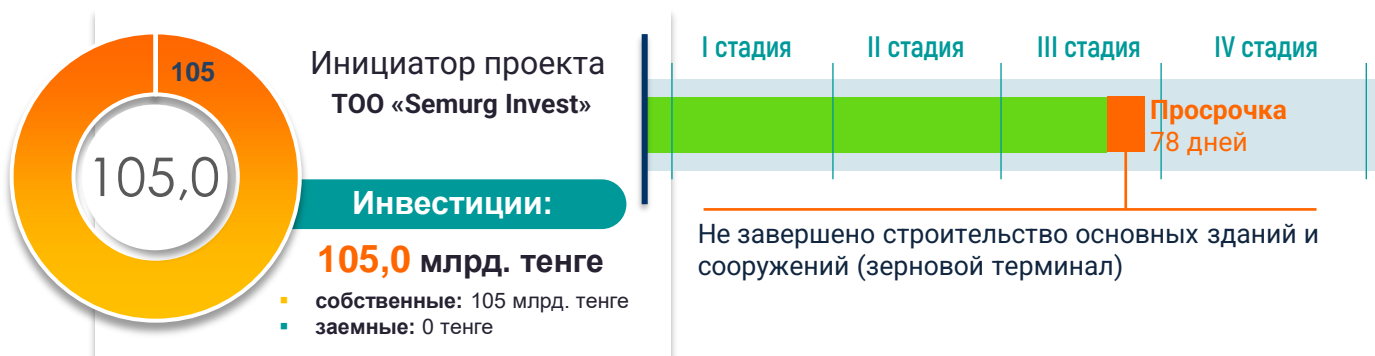 105
105,0
Инициатор проекта
ТОО «Semurg Invest»
Инвестиции:
105,0 млрд. тенге
собственные: 105 млрд. тенге
заемные: 0 тенге
I стадия
II стадия
III стадия
IV стадия
Просрочка
78 дней
Не завершено строительство основных зданий и
сооружений (зерновой терминал)